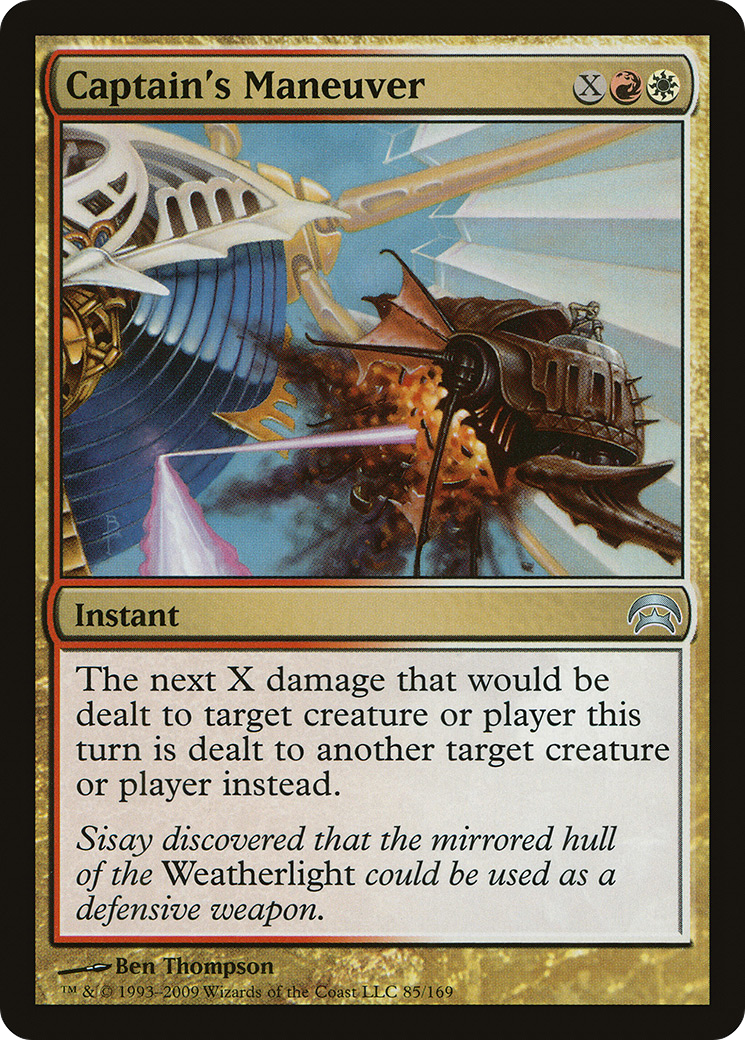 Captain's Maneuver X
Instant
The next X damage that would be
dealt to target creature or player this
turn is dealt to another target creature
or player instead.
Sisay discovered that the mirrored hull
of the Weatherlight could be used as a
defensive weapon.
Ben Thompson
™ & © 1993–2009 Wizards of the Coast LLC 85/169